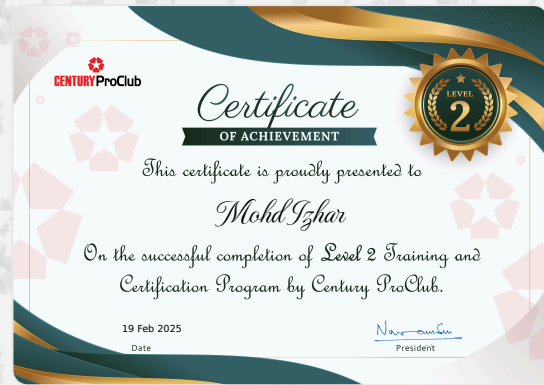 CENTURY ProClub
LEVEL
2
Certificate
OF ACHIEVEMENT
This certificate is proudly presented to
Mohd Izhar
On the successful completion of Level 2 Training and
Certification Program by Century ProClub.
19 Feb 2025
Date
President